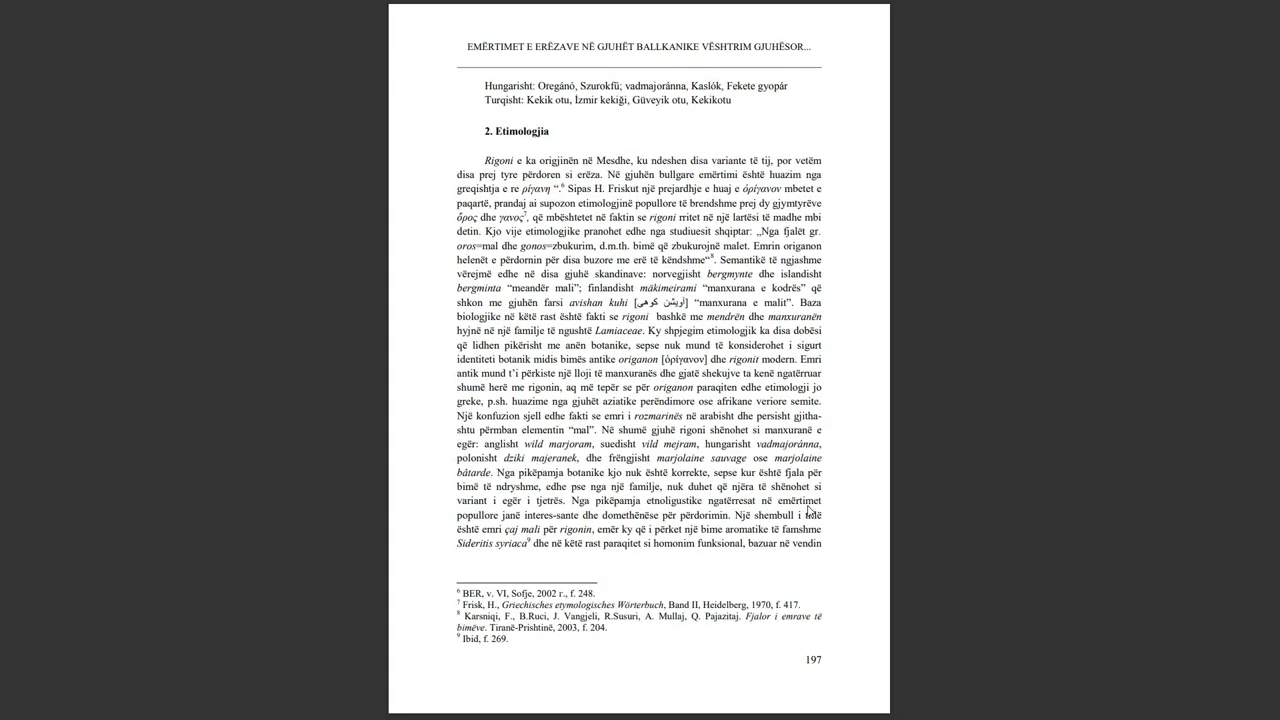 EMËRTIMET E ERËZAVE NË GJUHËT BALLKANIKE VËSHTRIM GJUHËSOR...
Hungarisht: Oregánó, Szurokfű; vadmajoránna, Kaslók, Fekete gyopár
Turqisht: Kekik otu, İzmir kekiği, Güveyik otu, Kekikotu
2. Etimologjia
Rigoni e ka origjinën në Mesdhe, ku ndeshen disa variante të tij, por vetëm
disa prej tyre përdoren si erëza. Në gjuhën bullgare emërtimi është huazim nga
greqishtja e re ρίγανη “.⁶ Sipas H. Friskut një prejardhje e huaj e ὀρίγανον mbetet e
paqartë, prandaj ai supozon etimologjinë popullore të brendshme prej dy gjymtyrëve
ὄρος dhe γανος⁷, që mbështetet në faktin se rigoni rritet në një lartësi të madhe mbi
detin. Kjo vije etimologjike pranohet edhe nga studiuesit shqiptar: „Nga fjalët gr.
oros=mal dhe gonos=zbukurim, d.m.th. bimë që zbukurojnë malet. Emrin origanon
helenët e përdornin për disa buzore me erë të këndshme“⁸. Semantikë të ngjashme
vërejmë edhe në disa gjuhë skandinave: norvegjisht bergmynte dhe islandisht
bergminta “meandër mali”; finlandisht mäkimeirami “manxurana e kodrës” që
shkon me gjuhën farsi avishan kuhi [آویشن کوهی] “manxurana e malit”. Baza
biologjike në këtë rast është fakti se rigoni bashkë me mendrën dhe manxuranën
hyjnë në një familje të ngushtë Lamiaceae. Ky shpjegim etimologjik ka disa dobësi
që lidhen pikërisht me anën botanike, sepse nuk mund të konsiderohet i sigurt
identiteti botanik midis bimës antike origanon [ὀρίγανον] dhe rigonit modern. Emri
antik mund t’i përkiste një lloji të manxuranës dhe gjatë shekujve ta kenë ngatërruar
shumë herë me rigonin, aq më tepër se për origanon paraqiten edhe etimologji jo
greke, p.sh. huazime nga gjuhët aziatike perëndimore ose afrikane veriore semite.
Një konfuzion sjell edhe fakti se emri i rozmarinës në arabisht dhe persisht gjitha-
shtu përmban elementin “mal”. Në shumë gjuhë rigoni shënohet si manxuranë e
egër: anglisht wild marjoram, suedisht vild mejram, hungarisht vadmajoránna,
polonisht dziki majeranek, dhe frëngjisht marjolaine sauvage ose marjolaine
bâtarde. Nga pikëpamja botanike kjo nuk është korrekte, sepse kur është fjala për
bimë të ndryshme, edhe pse nga një familje, nuk duhet që njëra të shënohet si
variant i egër i tjetrës. Nga pikëpamja etnoligustike ngatërresat në emërtimet
popullore janë interes-sante dhe domethënëse për përdorimin. Një shembull i tillë
është emri çaj mali për rigonin, emër ky që i përket një bime aromatike të famshme
Sideritis syriaca⁹ dhe në këtë rast paraqitet si homonim funksional, bazuar në vendin
⁶ BER, v. VI, Sofje, 2002 г., f. 248.
⁷ Frisk, H., Griechisches etymologisches Wörterbuch, Band II, Heidelberg, 1970, f. 417.
⁸ Karsniqi, F., B.Ruci, J. Vangjeli, R.Susuri, A. Mullaj, Q. Pajazitaj. Fjalor i emrave të
bimëve. Tiranë-Prishtinë, 2003, f. 204.
⁹ Ibid, f. 269.
197